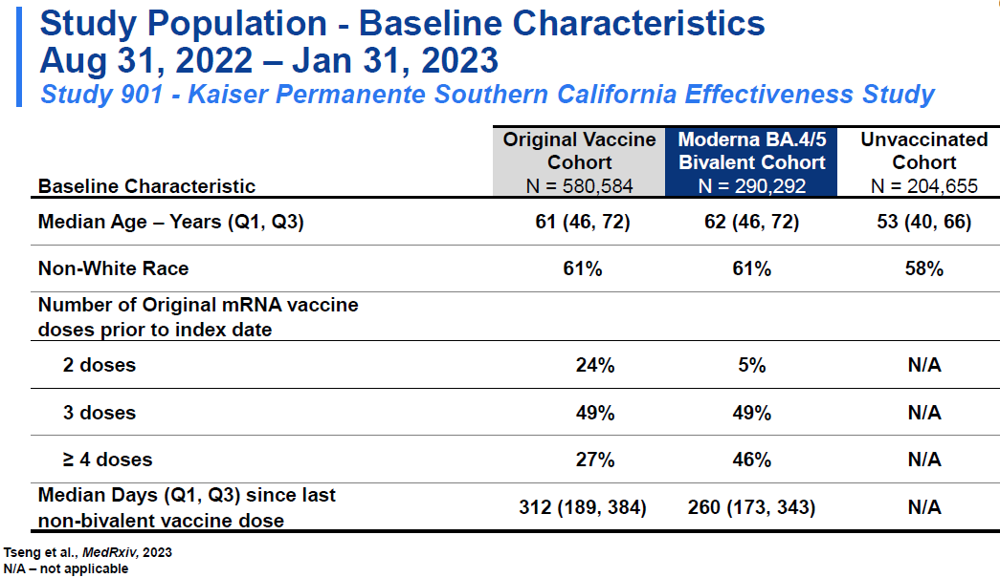 Study Population - Baseline Characteristics
Aug 31, 2022 – Jan 31, 2023
Study 901 - Kaiser Permanente Southern California Effectiveness Study
Original Vaccine Cohort N = 580,584
Moderna BA.4/5 Bivalent Cohort N = 290,292
Unvaccinated Cohort N = 204,655
Baseline Characteristic
Median Age – Years (Q1, Q3) 61 (46, 72) 62 (46, 72) 53 (40, 66)
Non-White Race 61% 61% 58%
Number of Original mRNA vaccine
doses prior to index date
2 doses 24% 5% N/A
3 doses 49% 49% N/A
≥ 4 doses 27% 46% N/A
Median Days (Q1, Q3) since last
non-bivalent vaccine dose 312 (189, 384) 260 (173, 343) N/A
Tseng et al., MedRxiv, 2023
N/A – not applicable